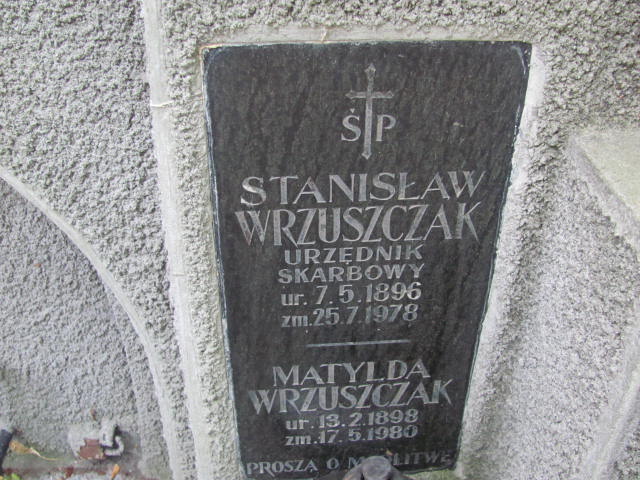 Ś P
STANISŁAW
WRZUSZCZAK
URZĘDNIK
SKARBOWY
ur. 7.5.1896
zm. 25.7.1978
MATYLDA
WRZUSZCZAK
ur. 13.2.1898
zm. 17.5.1980
PROSZĄ O